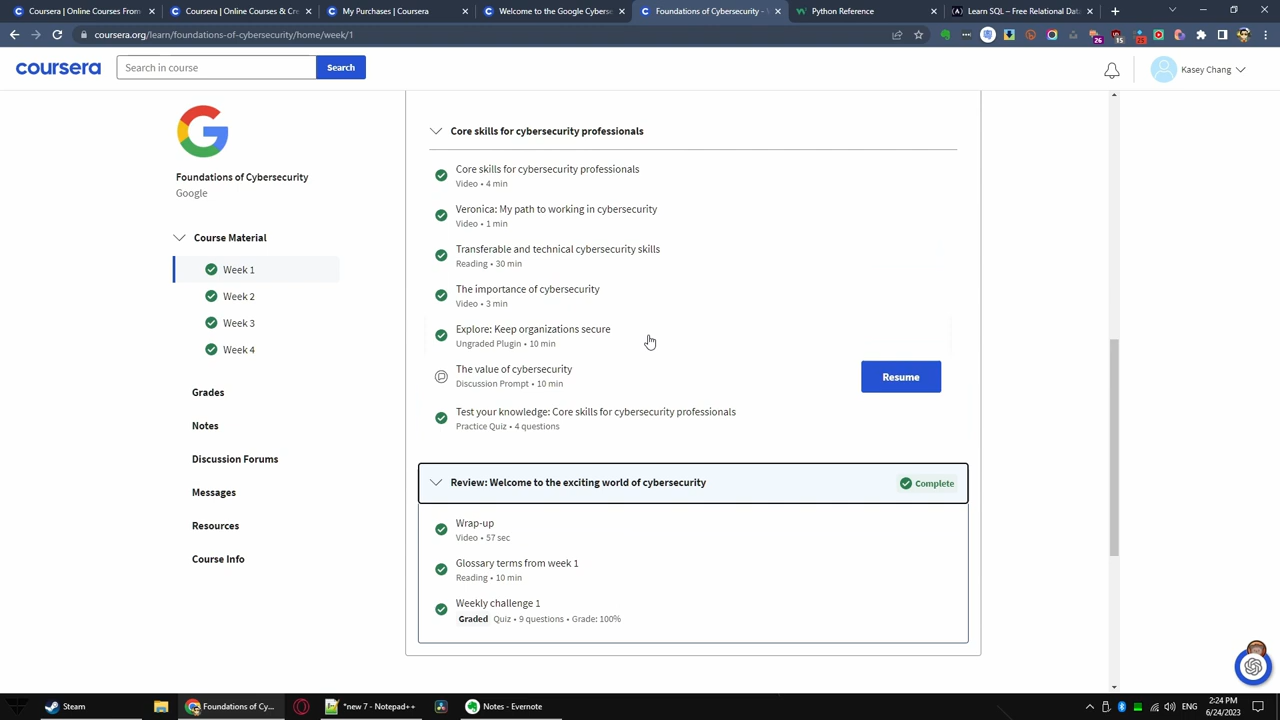 Coursera | Online Courses From
Online Courses & Cre
My Purchases | Coursera
Welcome to the Google Cyberse
Foundations of Cybersecurity - V
Python Reference
Learn SQL – Free Relational Data
coursera.org/learn/foundations-of-cybersecurity/home/week/1
coursera
Search in course
Search
Kasey Chang
Foundations of Cybersecurity
Google
Course Material
Week 1
Week 2
Week 3
Week 4
Grades
Notes
Discussion Forums
Messages
Resources
Course Info
Core skills for cybersecurity professionals
Core skills for cybersecurity professionals
Video • 4 min
Veronica: My path to working in cybersecurity
Video • 1 min
Transferable and technical cybersecurity skills
Reading • 30 min
The importance of cybersecurity
Video • 3 min
Explore: Keep organizations secure
Ungraded Plugin • 10 min
The value of cybersecurity
Discussion Prompt • 10 min
Resume
Test your knowledge: Core skills for cybersecurity professionals
Practice Quiz • 4 questions
Review: Welcome to the exciting world of cybersecurity
Complete
Wrap-up
Video • 57 sec
Glossary terms from week 1
Reading • 10 min
Weekly challenge 1
Graded Quiz • 9 questions • Grade: 100%
Steam
Foundations of Cy...
*new 7 - Notepad++
Notes - Evernote
ENG
2:24 PM
6/24/2023